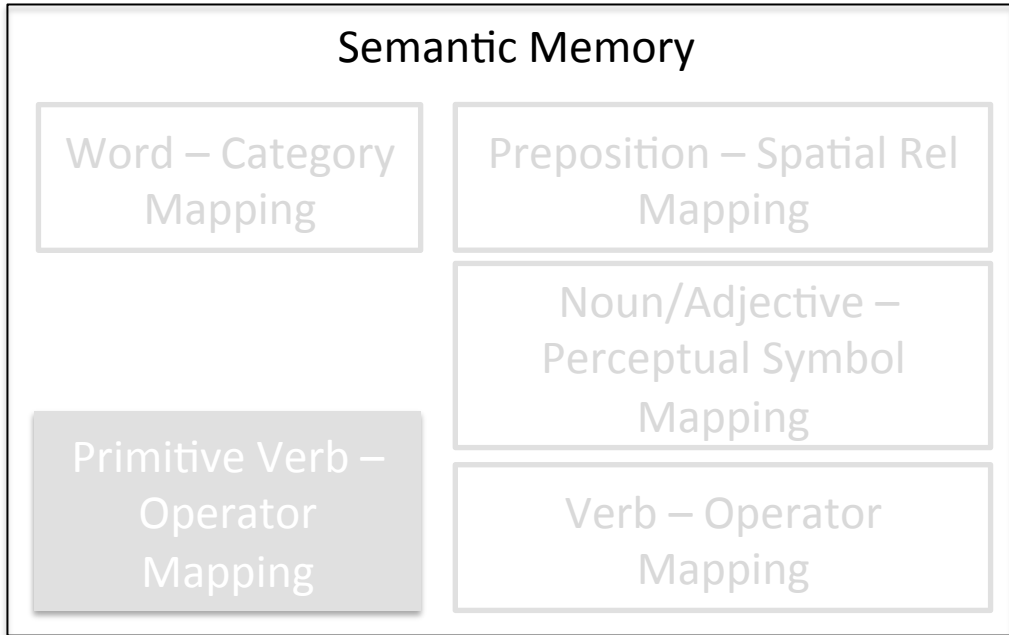 Semantic Memory
Word – Category
Mapping
Preposition – Spatial Rel
Mapping
Noun/Adjective –
Perceptual Symbol
Mapping
Primitive Verb –
Operator
Mapping
Verb – Operator
Mapping